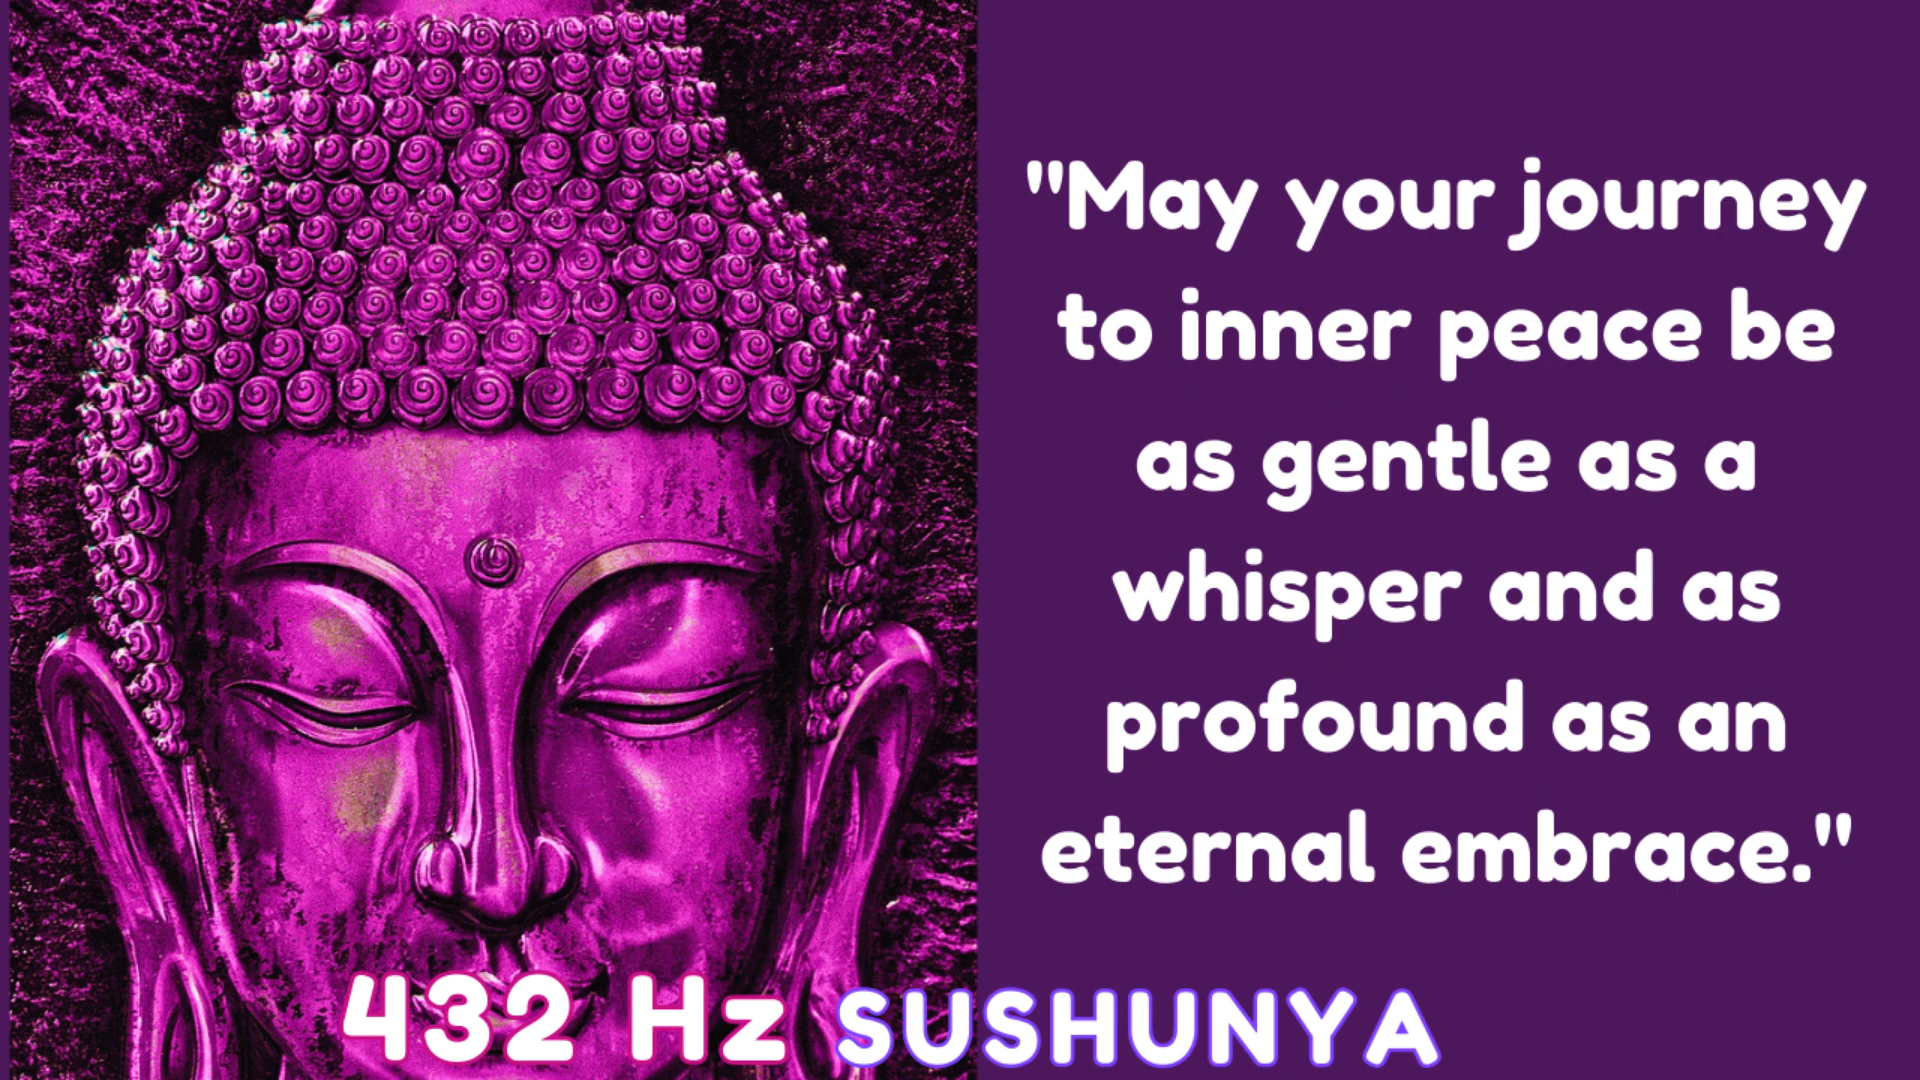 "May your journey
to inner peace be
as gentle as a
whisper and as
profound as an
eternal embrace."
432 Hz SUSHUNYA